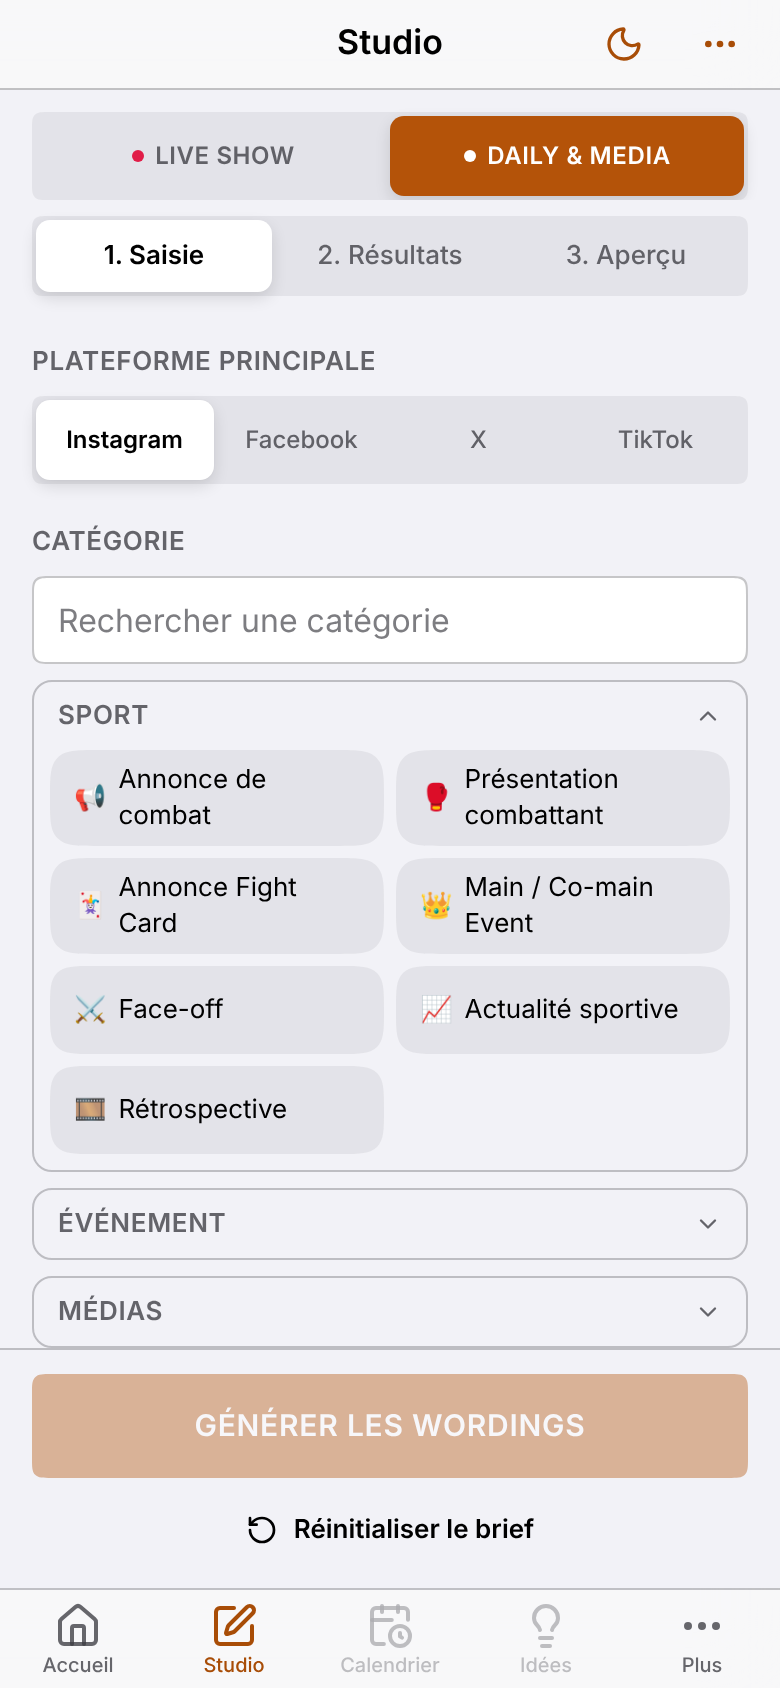 Studio
LIVE SHOW
DAILY & MEDIA
1. Saisie
2. Résultats
3. Aperçu
PLATEFORME PRINCIPALE
Instagram
Facebook
X
TikTok
CATÉGORIE
Rechercher une catégorie
SPORT
Annonce de
combat
Présentation
combattant
Annonce Fight
Card
Main / Co-main
Event
Face-off
Actualité sportive
Rétrospective
ÉVÉNEMENT
MÉDIAS
GÉNÉRER LES WORDINGS
Réinitialiser le brief
Accueil
Studio
Calendrier
Idées
Plus